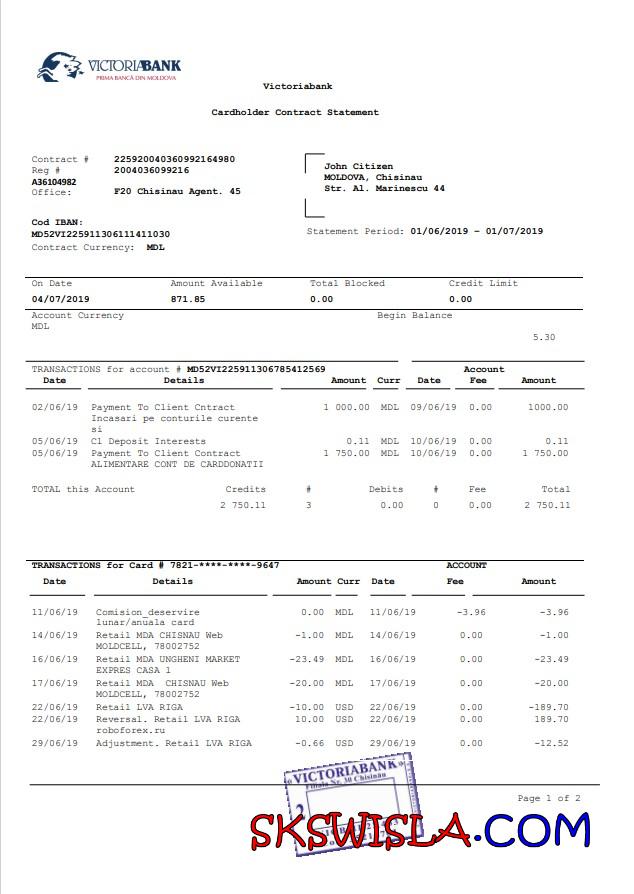 VICTORIABANK
PRIMA BANCĂ DIN MOLDOVA
Victoriabank
Cardholder Contract Statement
Contract # 225920040360992164980
Reg # 2004036099216
A36104982
Office: F20 Chisinau Agent. 45
John Citizen
MOLDOVA, Chisinau
Str. Al. Marinescu 44
Cod IBAN:
MD52VI225911306111411030
Contract Currency: MDL
Statement Period: 01/06/2019 – 01/07/2019
On Date Amount Available Total Blocked Credit Limit
04/07/2019 871.85 0.00 0.00
Account Currency Begin Balance
MDL
5.30
TRANSACTIONS for account # MD52VI225911306785412569 Account
Date Details Amount Curr Date Fee Amount
02/06/19 Payment To Client Cntract 1 000.00 MDL 09/06/19 0.00 1000.00
Incasari pe conturile curente
si
05/06/19 C1 Deposit Interests 0.11 MDL 10/06/19 0.00 0.11
05/06/19 Payment To Client Contract 1 750.00 MDL 10/06/19 0.00 1 750.00
ALIMENTARE CONT DE CARDDONATII
TOTAL this Account Credits # Debits # Fee Total
2 750.11 3 0.00 0 0.00 2 750.11
TRANSACTIONS for Card # 7821-****-****-9647 ACCOUNT
Date Details Amount Curr Date Fee Amount
11/06/19 Comision_deservire 0.00 MDL 11/06/19 -3.96 -3.96
lunar/anuala card
14/06/19 Retail MDA CHISNAU Web -1.00 MDL 14/06/19 0.00 -1.00
MOLDCELL, 78002752
16/06/19 Retail MDA UNGHENI MARKET -23.49 MDL 16/06/19 0.00 -23.49
EXPRES CASA 1
17/06/19 Retail MDA CHISNAU Web -20.00 MDL 17/06/19 0.00 -20.00
MOLDCELL, 78002752
22/06/19 Retail LVA RIGA -10.00 USD 22/06/19 0.00 -189.70
22/06/19 Reversal. Retail LVA RIGA 10.00 USD 22/06/19 0.00 189.70
roboforex.ru
29/06/19 Adjustment. Retail LVA RIGA -0.66 USD 29/06/19 0.00 -12.52
VICTORIABANK
Filiala Nr. 30 Chisinau
2
Page 1 of 2
SKSWISLA.COM